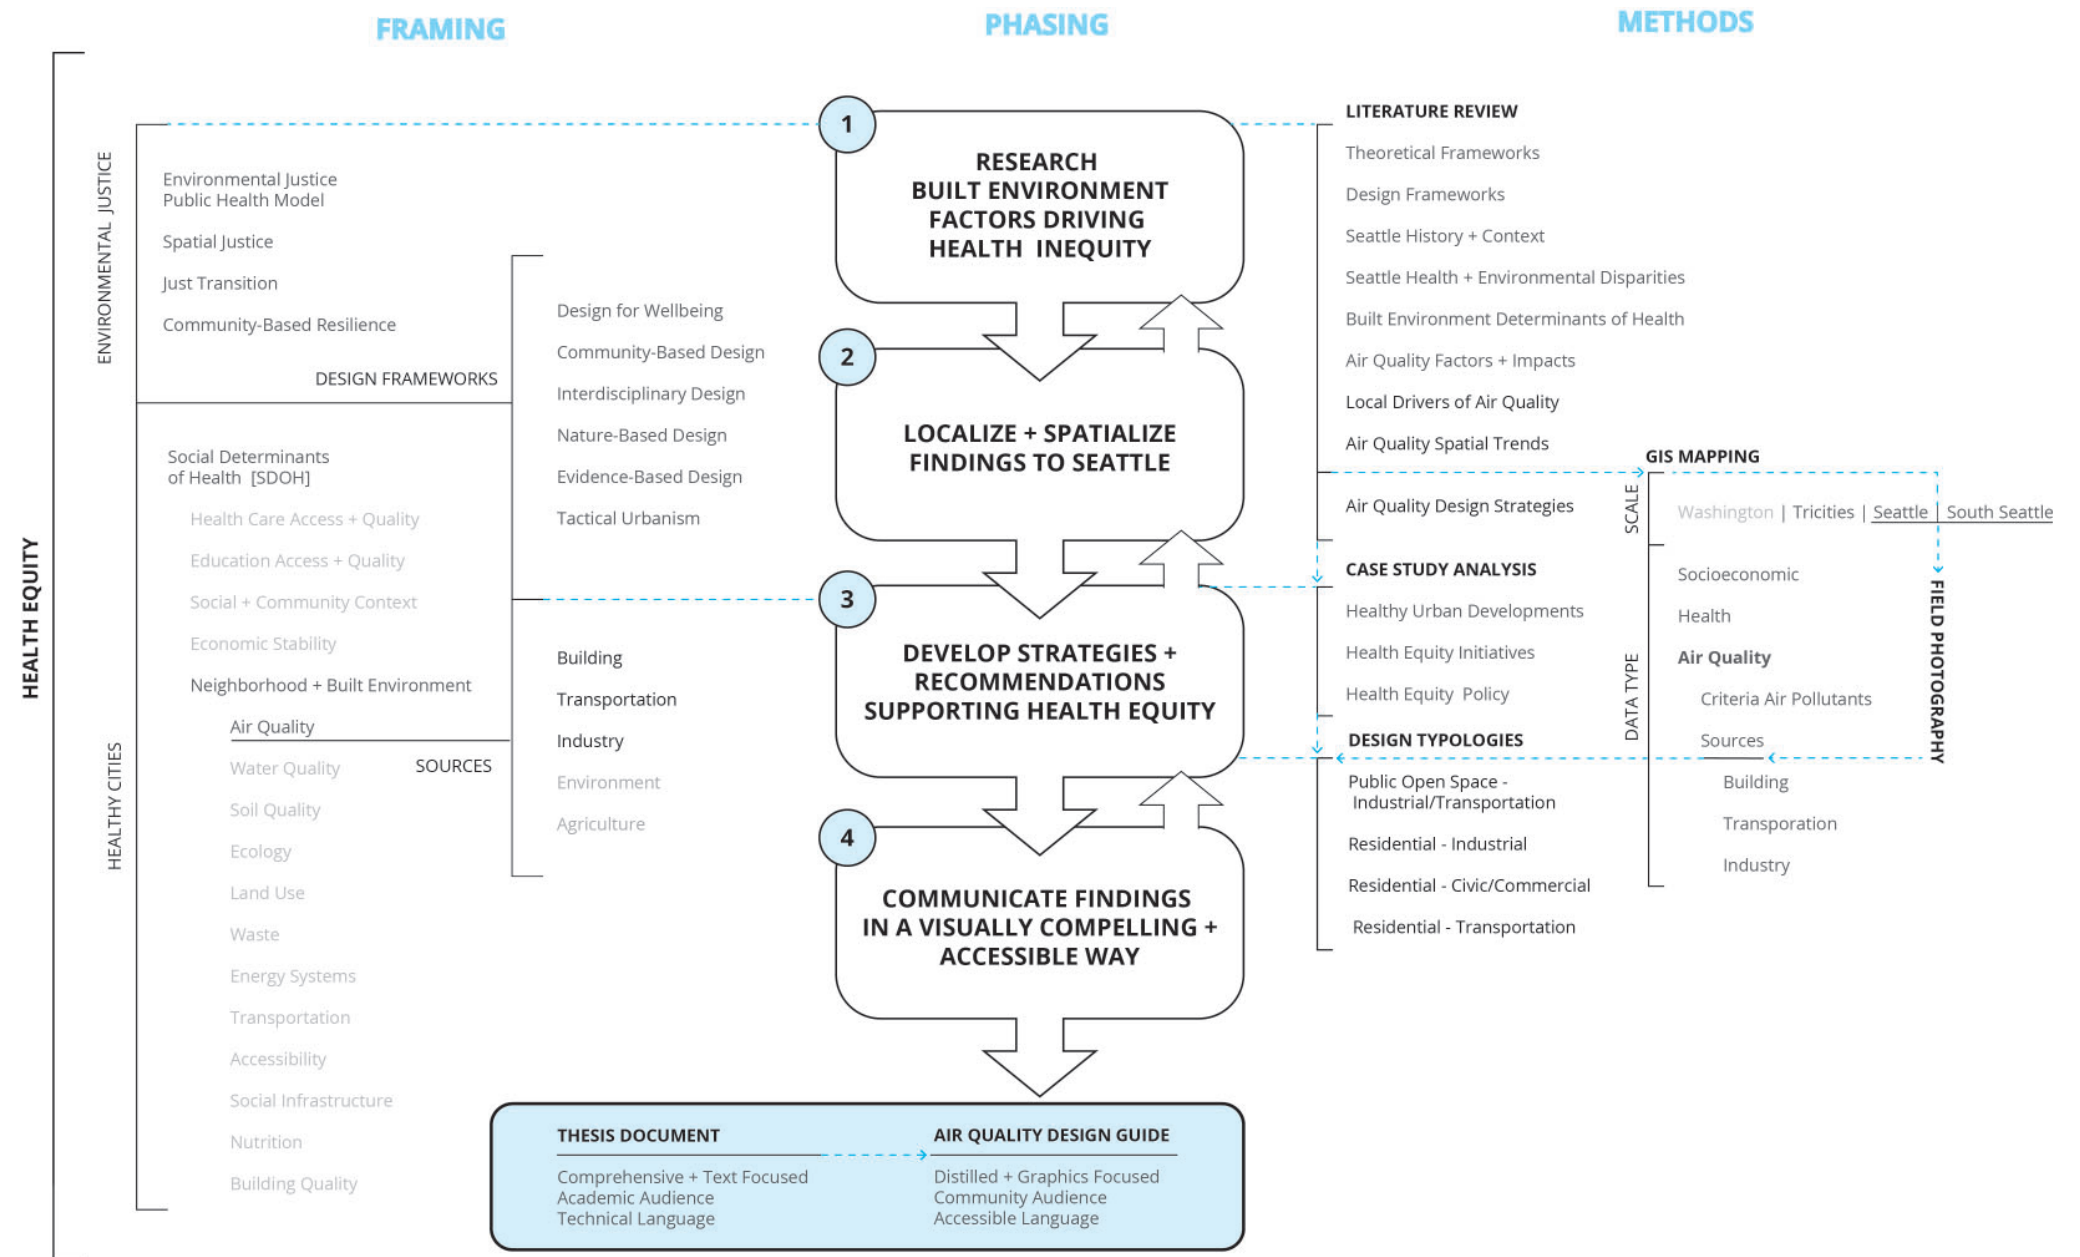 FRAMING
PHASING
METHODS
HEALTH EQUITY
ENVIRONMENTAL JUSTICE
Environmental Justice
Public Health Model
Spatial Justice
Just Transition
Community-Based Resilience
DESIGN FRAMEWORKS
Design for Wellbeing
Community-Based Design
Interdisciplinary Design
Nature-Based Design
Evidence-Based Design
Tactical Urbanism
HEALTHY CITIES
Social Determinants
of Health [SDOH]
Health Care Access + Quality
Education Access + Quality
Social + Community Context
Economic Stability
Neighborhood + Built Environment
Air Quality
Water Quality
Soil Quality
Ecology
Land Use
Waste
Energy Systems
Transportation
Accessibility
Social Infrastructure
Nutrition
Building Quality
SOURCES
Building
Transportation
Industry
Environment
Agriculture
1
RESEARCH
BUILT ENVIRONMENT
FACTORS DRIVING
HEALTH INEQUITY
2
LOCALIZE + SPATIALIZE
FINDINGS TO SEATTLE
3
DEVELOP STRATEGIES +
RECOMMENDATIONS
SUPPORTING HEALTH EQUITY
4
COMMUNICATE FINDINGS
IN A VISUALLY COMPELLING +
ACCESSIBLE WAY
THESIS DOCUMENT
Comprehensive + Text Focused
Academic Audience
Technical Language
AIR QUALITY DESIGN GUIDE
Distilled + Graphics Focused
Community Audience
Accessible Language
LITERATURE REVIEW
Theoretical Frameworks
Design Frameworks
Seattle History + Context
Seattle Health + Environmental Disparities
Built Environment Determinants of Health
Air Quality Factors + Impacts
Local Drivers of Air Quality
Air Quality Spatial Trends
Air Quality Design Strategies
CASE STUDY ANALYSIS
Healthy Urban Developments
Health Equity Initiatives
Health Equity Policy
DESIGN TYPOLOGIES
Public Open Space -
Industrial/Transportation
Residential - Industrial
Residential - Civic/Commercial
Residential - Transportation
GIS MAPPING
SCALE
Washington | Tricities | Seattle | South Seattle
DATA TYPE
Socioeconomic
Health
Air Quality
Criteria Air Pollutants
Sources
Building
Transporation
Industry
FIELD PHOTOGRAPHY